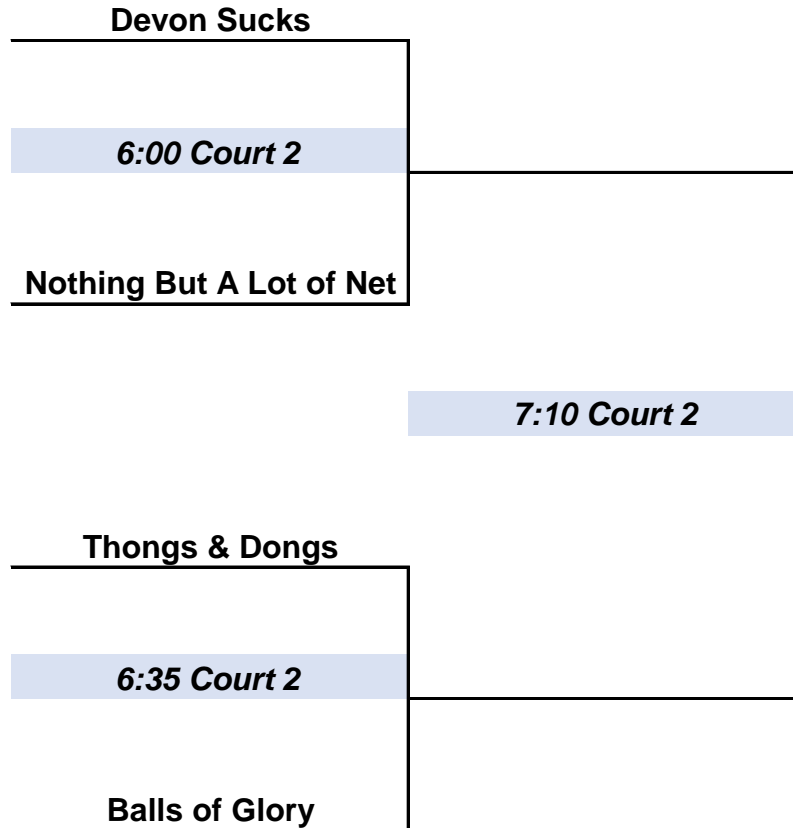 Devon Sucks
6:00 Court 2
Nothing But A Lot of Net
7:10 Court 2
Thongs & Dongs
6:35 Court 2
Balls of Glory